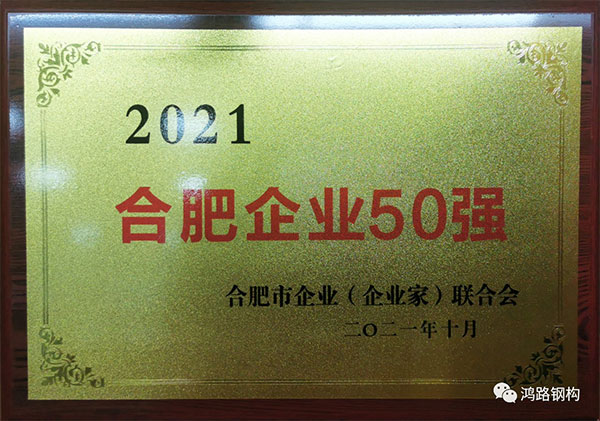 2021
合肥企业50强
合肥市企业（企业家）联合会
二〇二一年十月
鸿路钢构